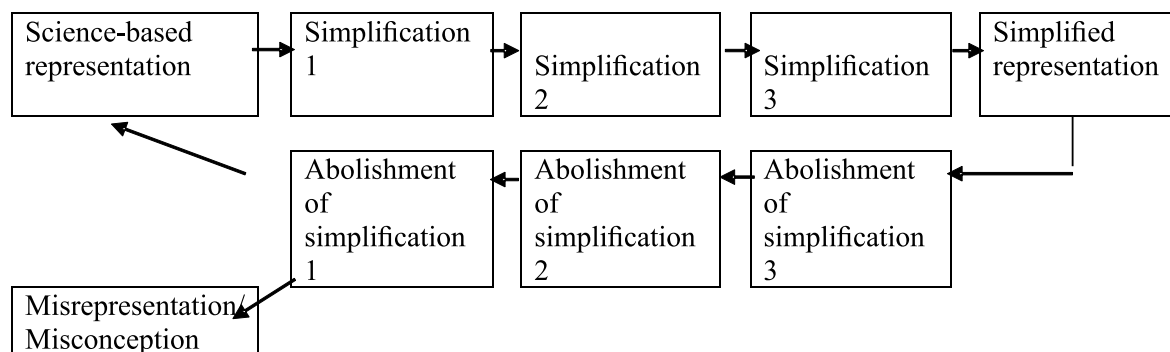 Science-based
representation
Simplification
1
Simplification
2
Simplification
3
Simplified
representation
Abolishment
of
simplification
1
Abolishment
of
simplification
2
Abolishment
of
simplification
3
Misrepresentation/
Misconception